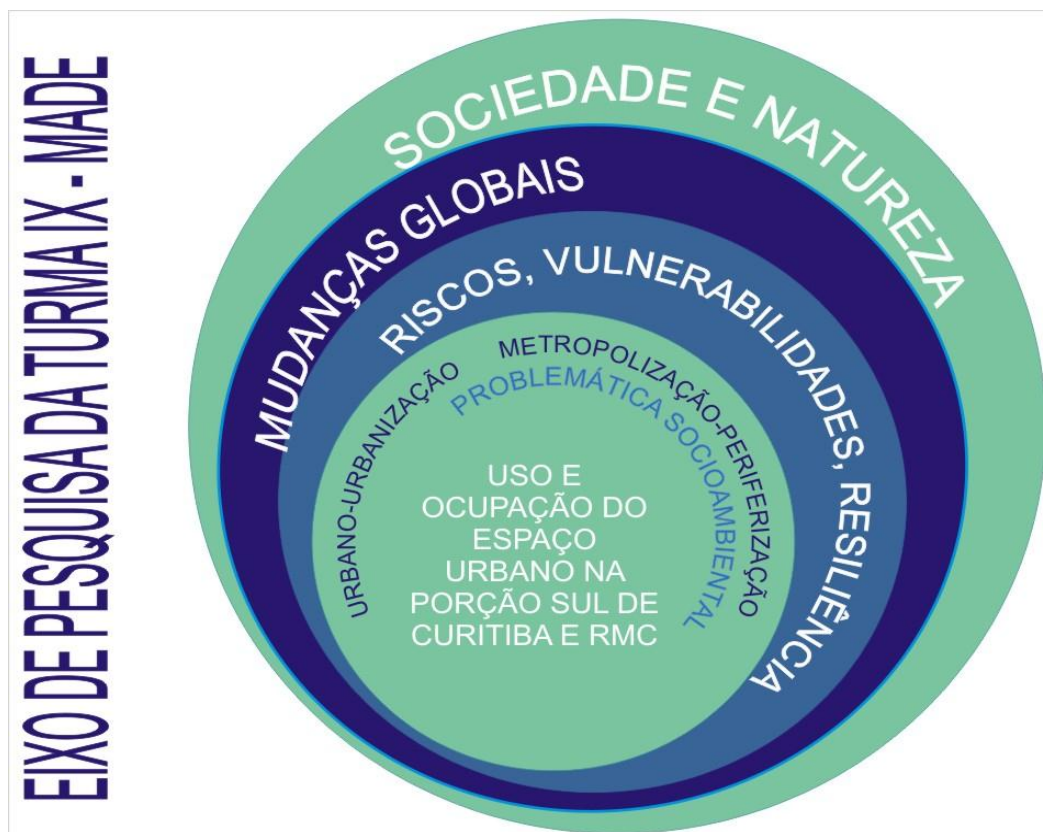 EIXO DE PESQUISA DA TURMA IX - MADE
SOCIEDADE E NATUREZA
MUDANÇAS GLOBAIS
RISCOS, VULNERABILIDADES, RESILIÊNCIA
URBANO-URBANIZAÇÃO
METROPOLIZAÇÃO-PERIFERIZAÇÃO
PROBLEMÁTICA SOCIOAMBIENTAL
USO E
OCUPAÇÃO DO
ESPAÇO
URBANO NA
PORÇÃO SUL DE
CURITIBA E RMC